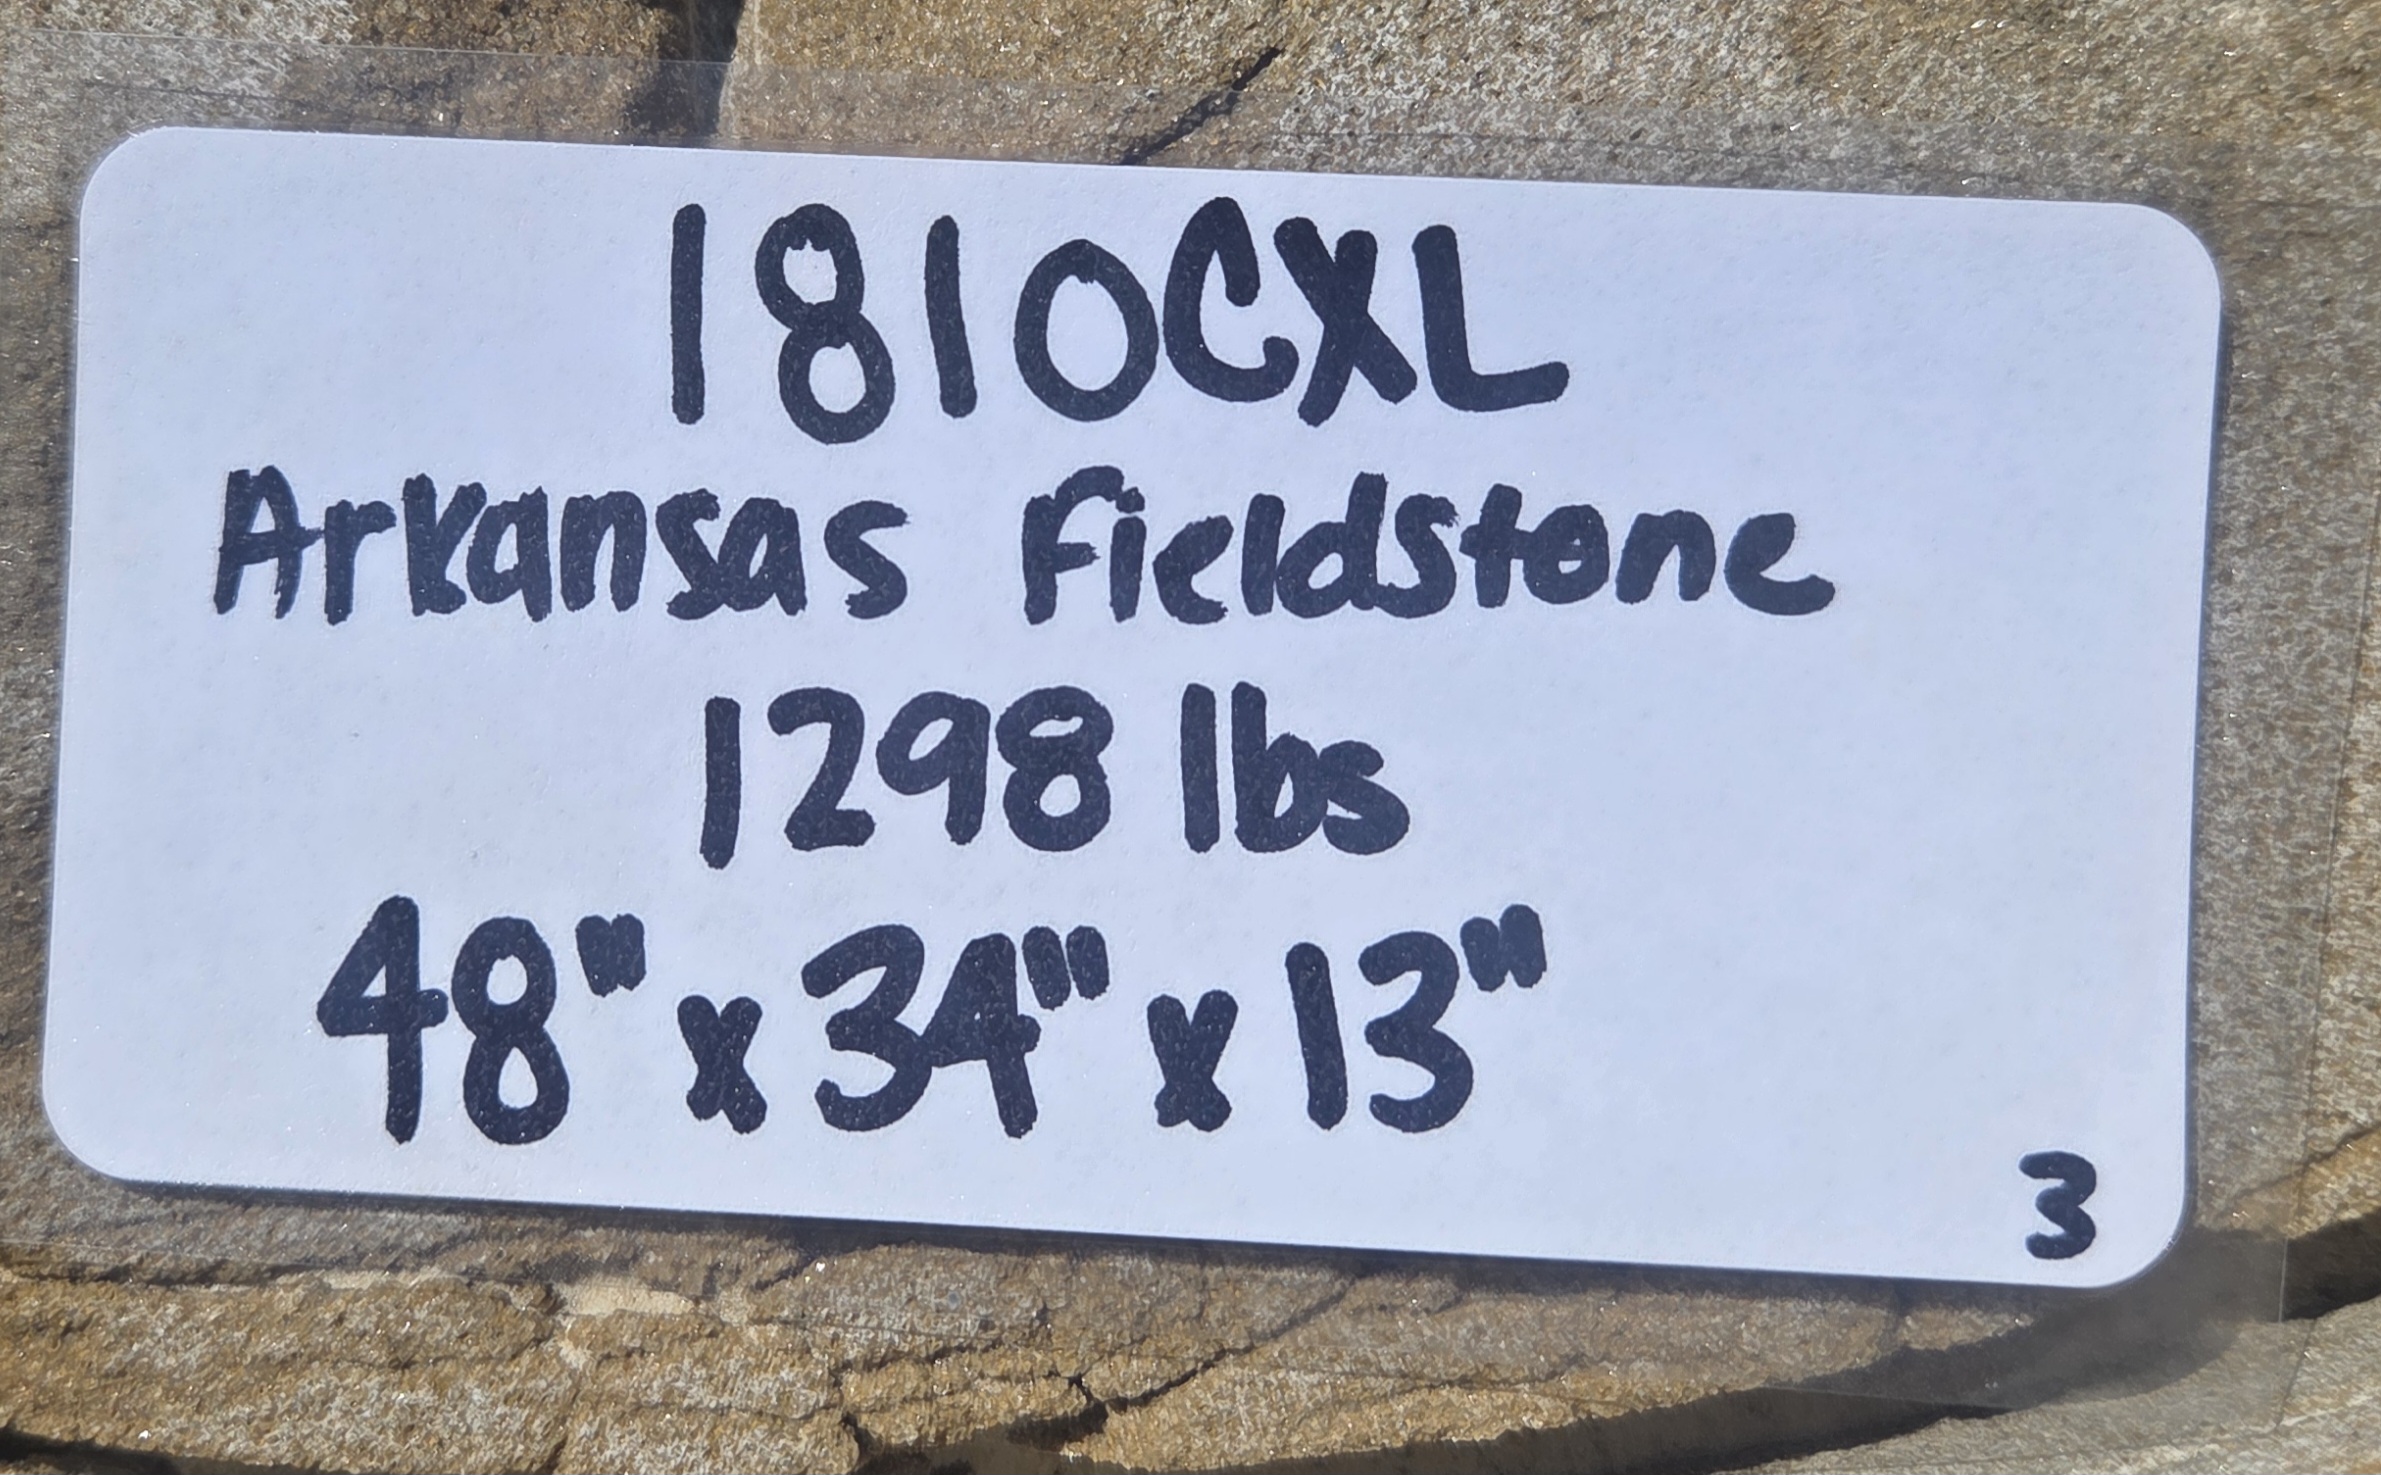 1810CXL
Arkansas Fieldstone
1298 lbs
48" x 34" x 13"
3